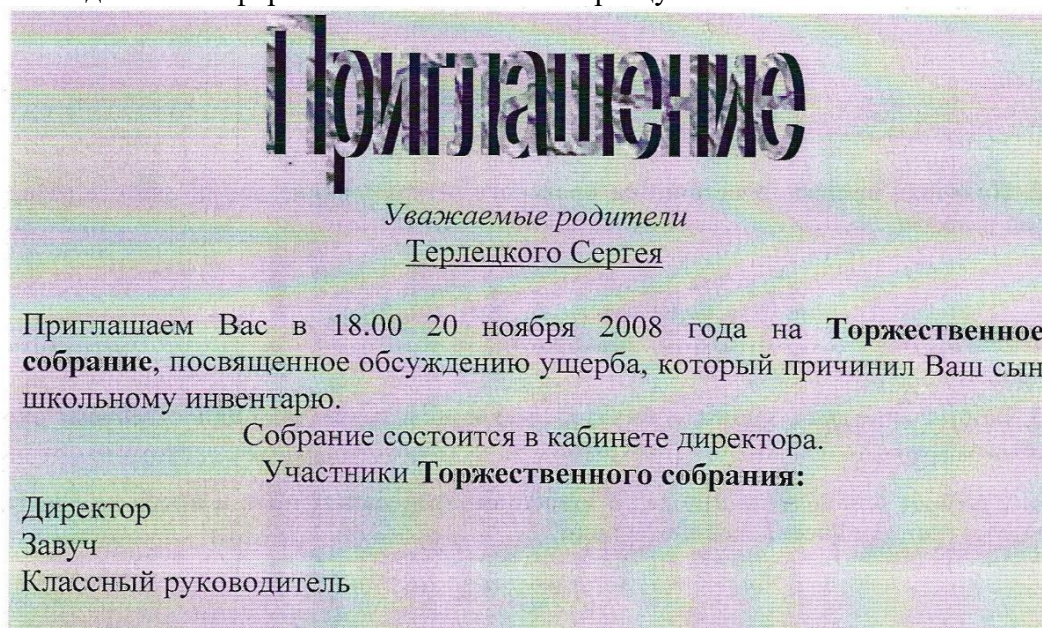 Приглашение
Уважаемые родители
Терлецкого Сергея
Приглашаем Вас в 18.00 20 ноября 2008 года на Торжественное
собрание, посвященное обсуждению ущерба, который причинил Ваш сын
школьному инвентарю.
Собрание состоится в кабинете директора.
Участники Торжественного собрания:
Директор
Завуч
Классный руководитель